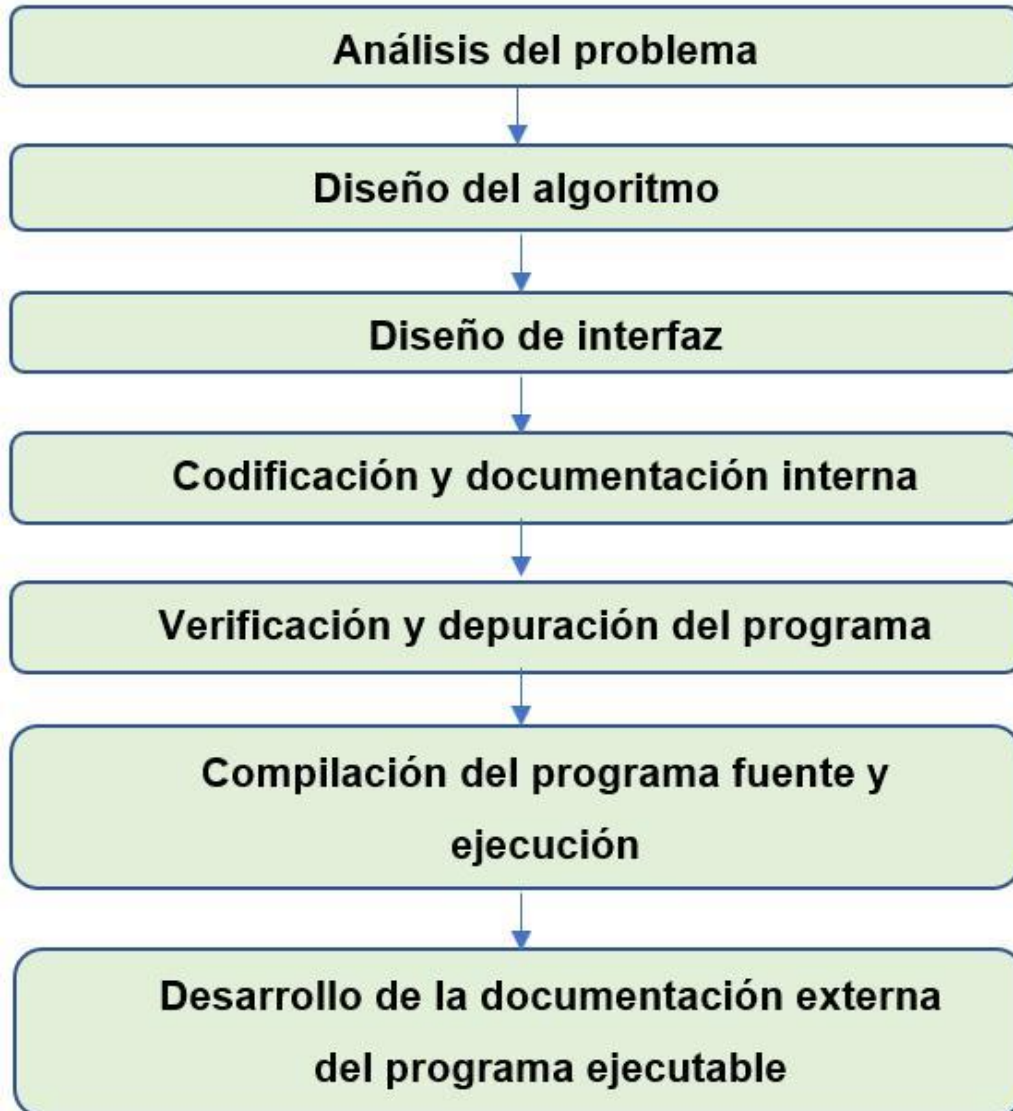 Análisis del problema
Diseño del algoritmo
Diseño de interfaz
Codificación y documentación interna
Verificación y depuración del programa
Compilación del programa fuente y
ejecución
Desarrollo de la documentación externa
del programa ejecutable